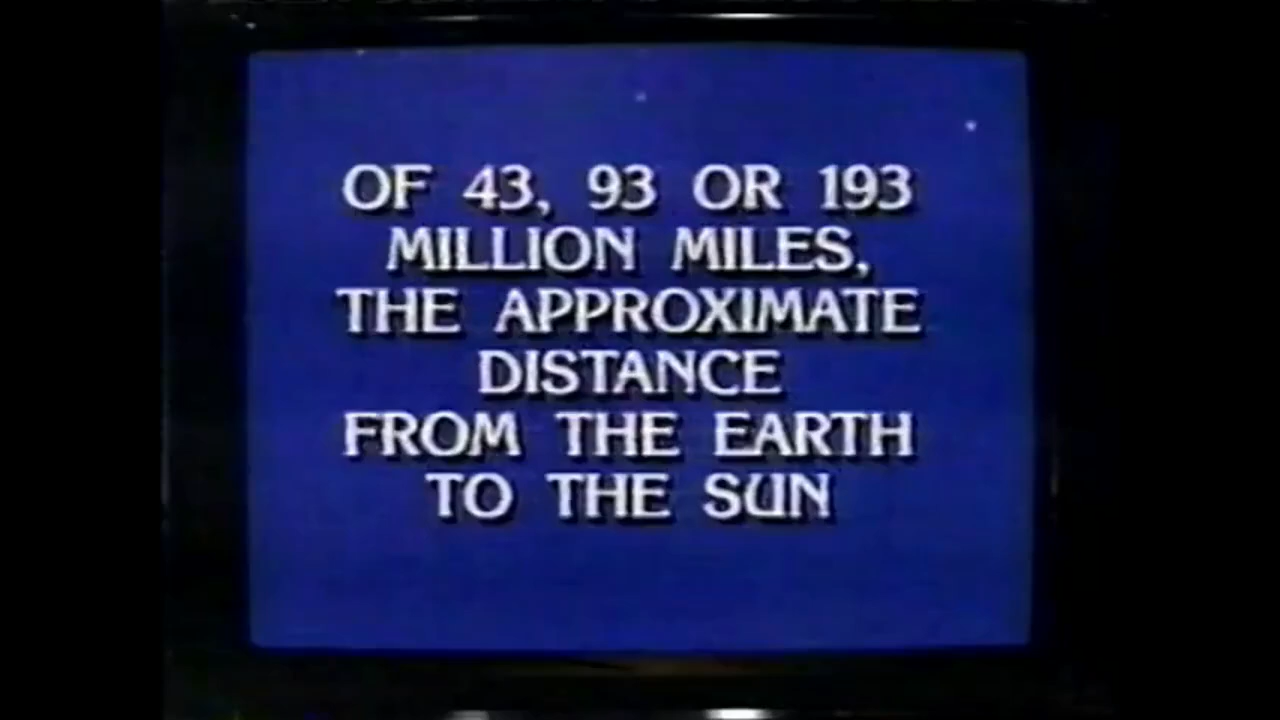 OF 43, 93 OR 193
MILLION MILES,
THE APPROXIMATE
DISTANCE
FROM THE EARTH
TO THE SUN